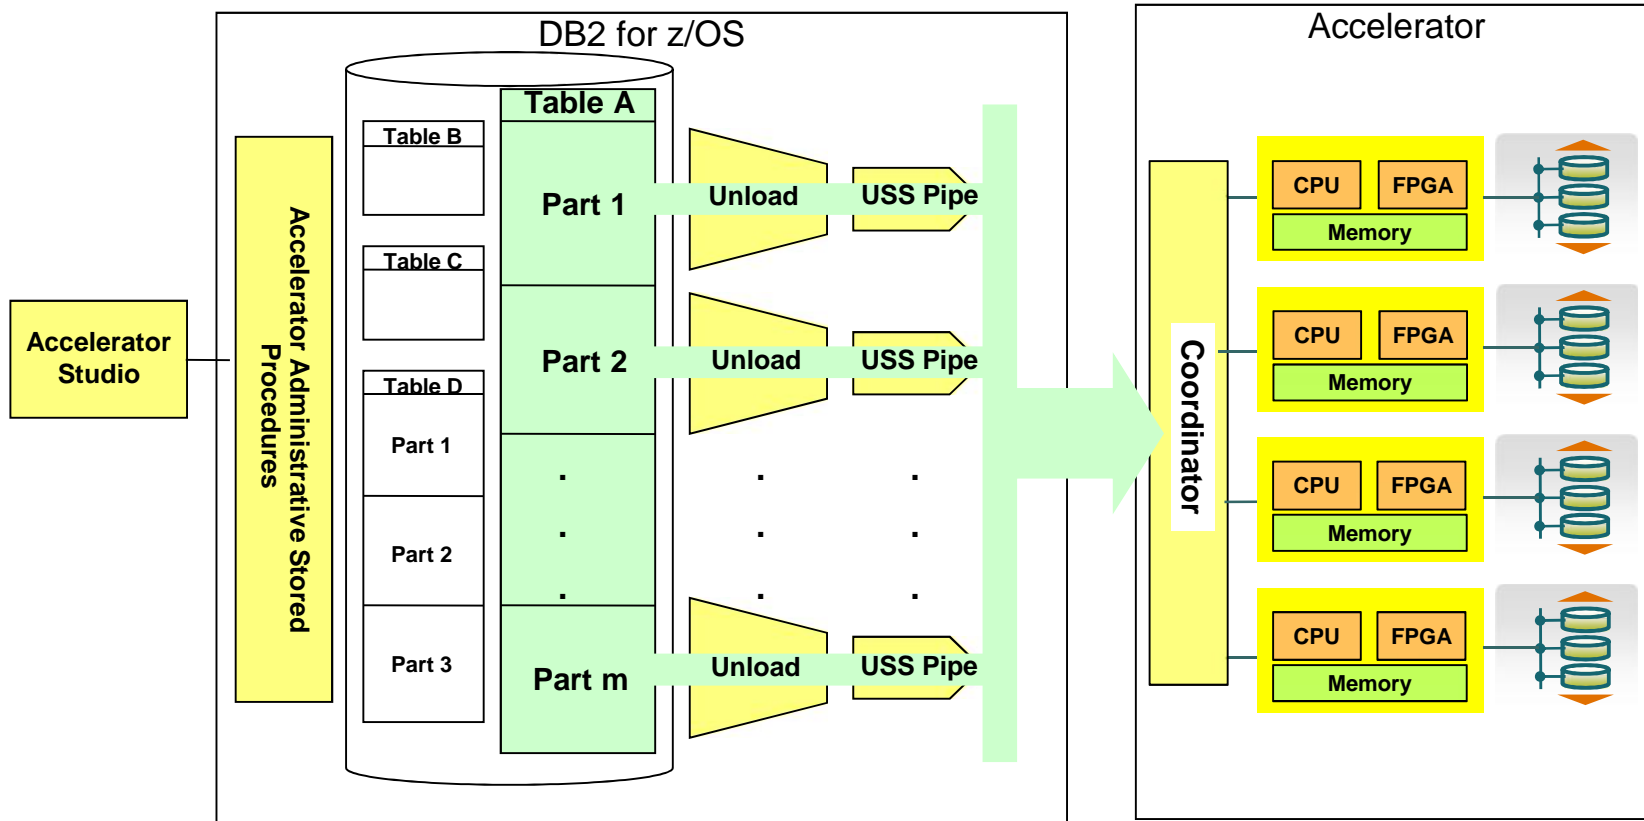 DB2 for z/OS
Accelerator
Accelerator
Studio
Accelerator Administrative Stored
Procedures
Table B
Table C
Table D
Part 1
Part 2
Part 3
Table A
Part 1
Part 2
.
.
.
Part m
Unload
USS Pipe
Unload
USS Pipe
. .
. .
. .
Unload
USS Pipe
Coordinator
CPU
FPGA
Memory
CPU
FPGA
Memory
CPU
FPGA
Memory
CPU
FPGA
Memory